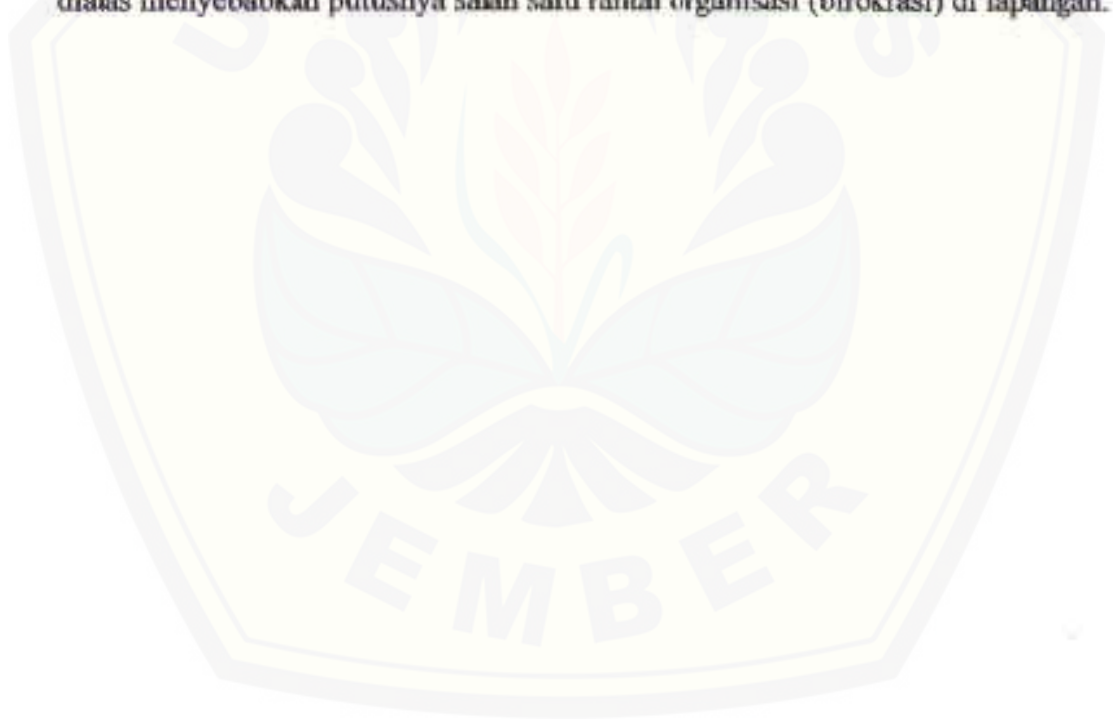 diatas menyebabkan putusnya salah satu rantai organisasi (birokrasi) di lapangan.
U S
JEMBER